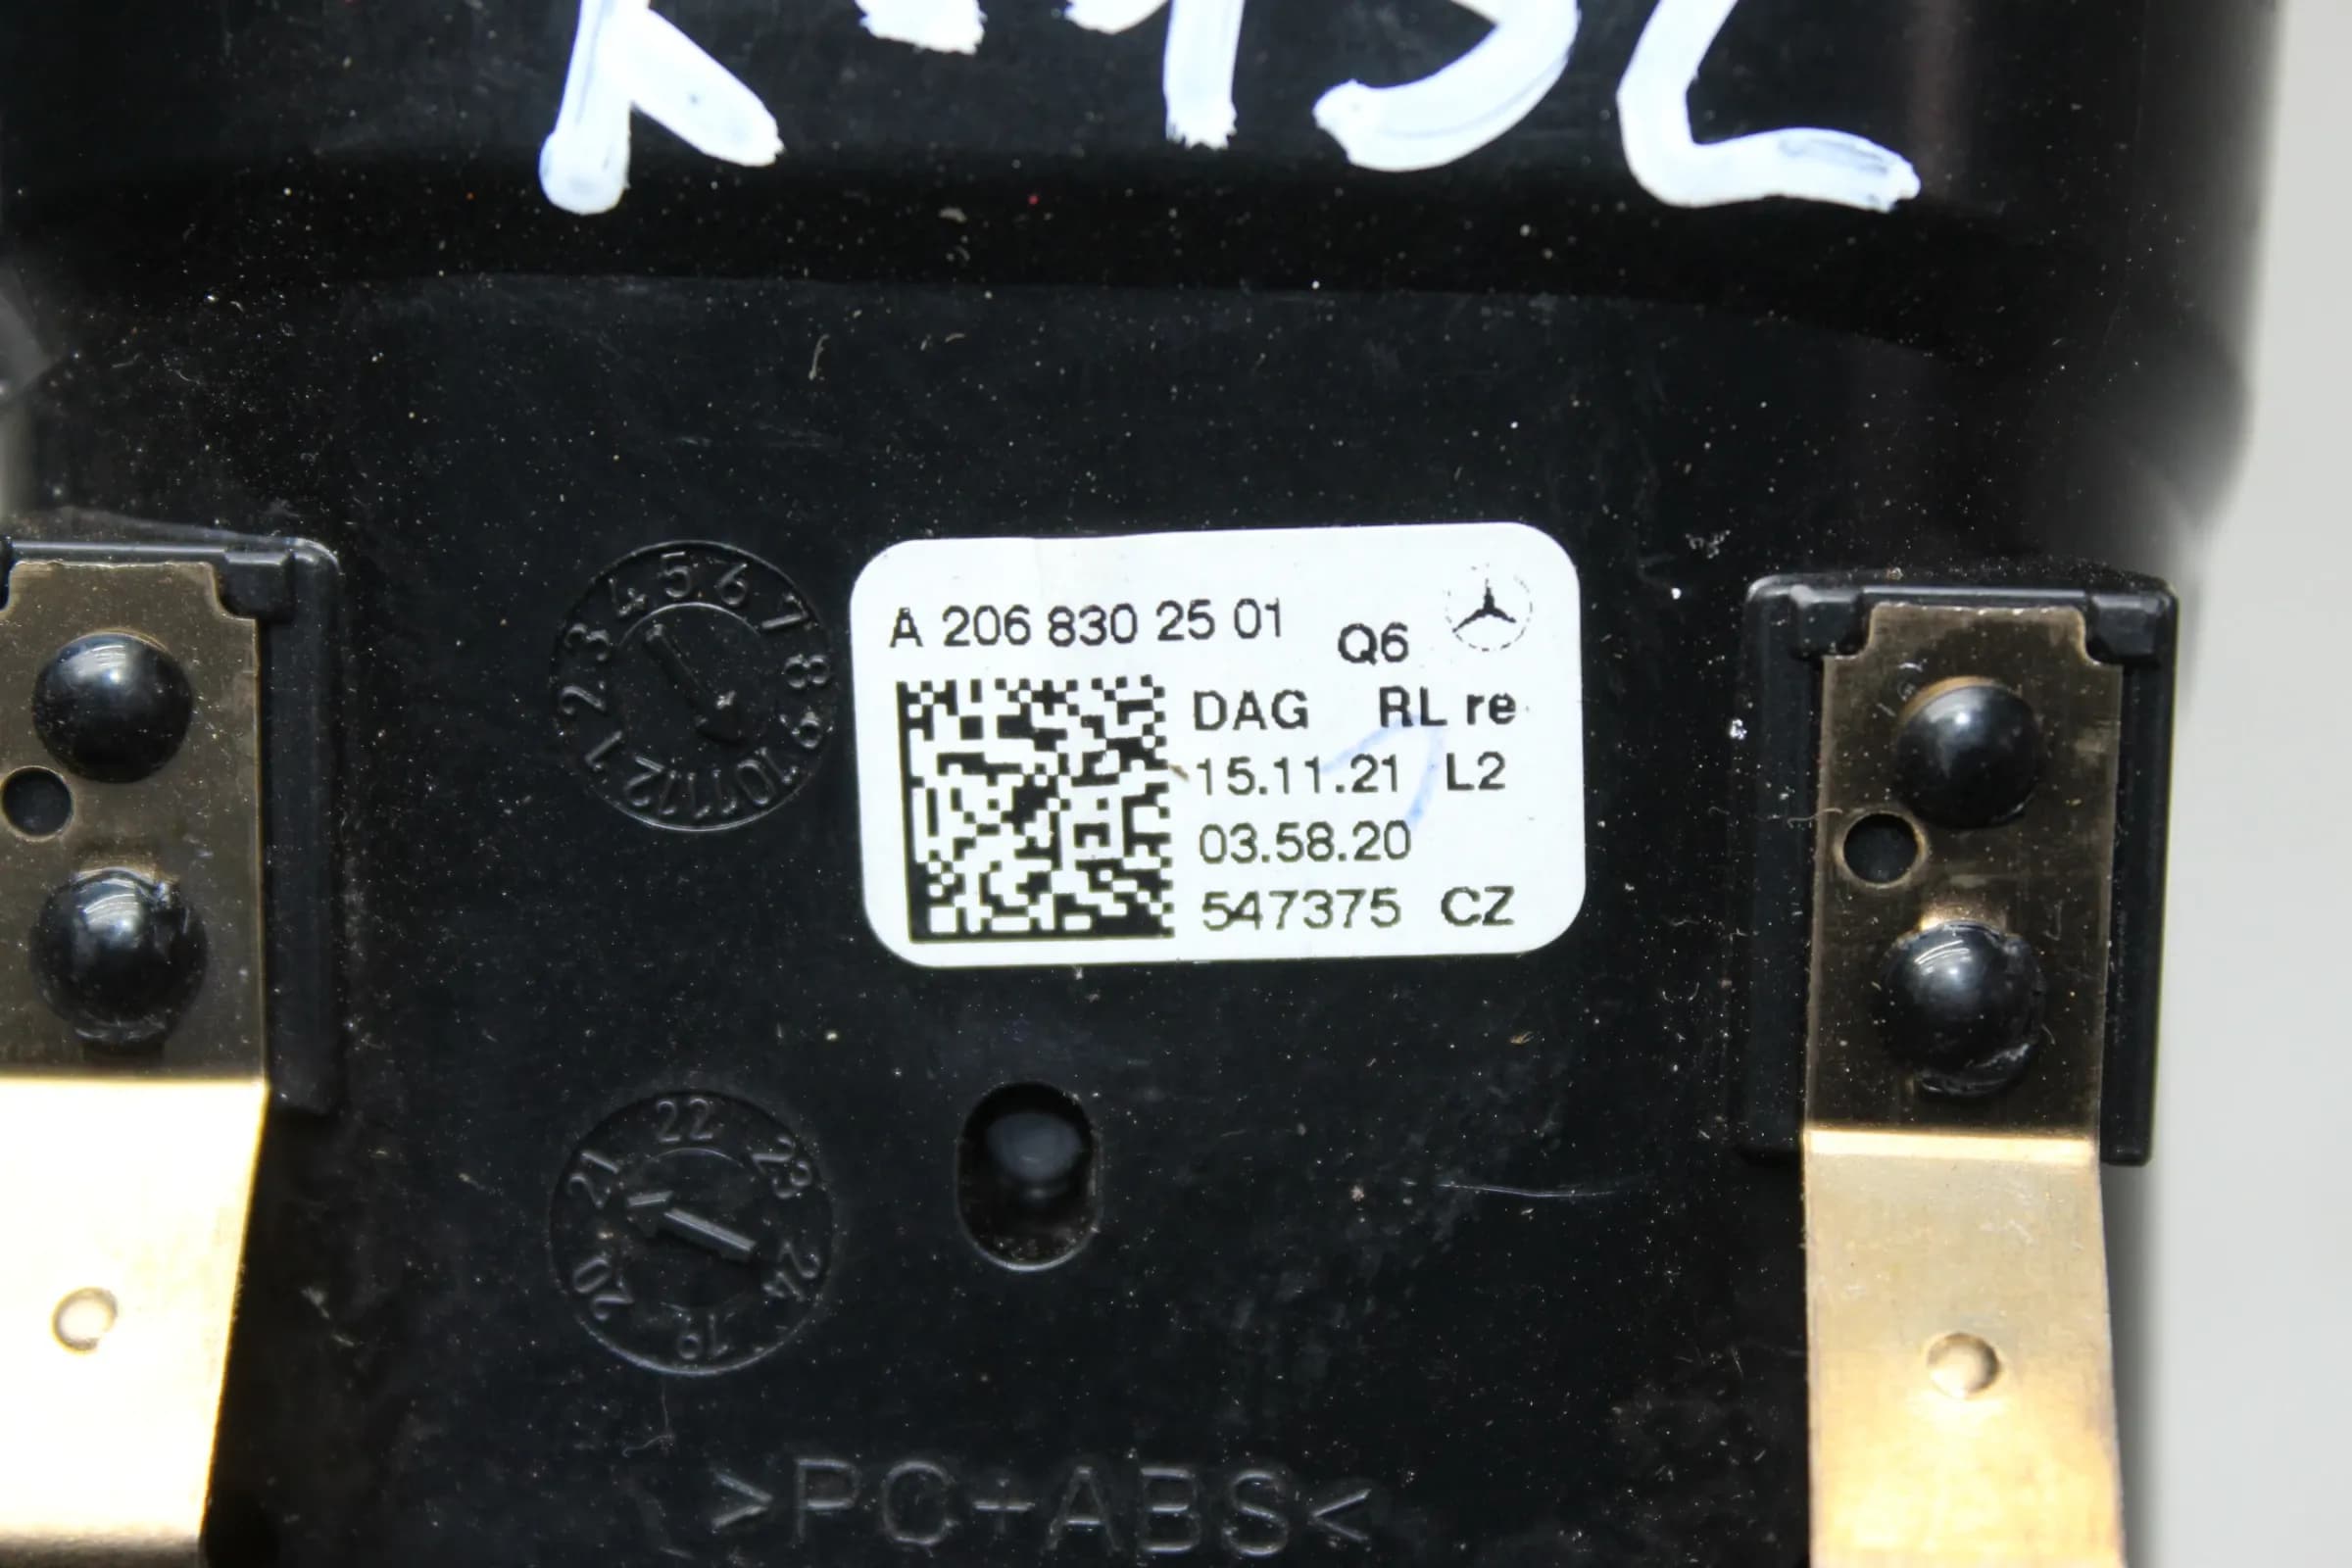 A 206 830 25 01
Q6
DAG RL re
15.11.21 L2
03.58.20
547375 CZ
1 2 3 4 5 6 7 8 9 10 11 12
19 20 21 22 23 24
>PC+ABS<